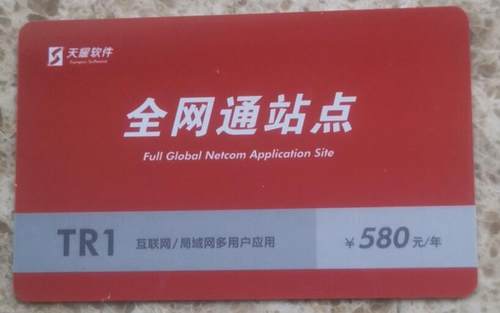 天耀软件
全网通站点
Full Global Netcom Application Site
TR1 互联网/局域网多用户应用 ¥580元/年